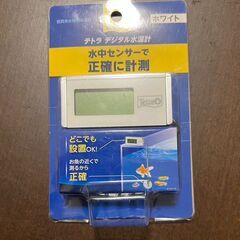 ホワイト
テトラ デジタル水温計
水中センサーで
正確に計測
Tetra
どこでも
設置OK!
お魚の近くで
測るから
正確